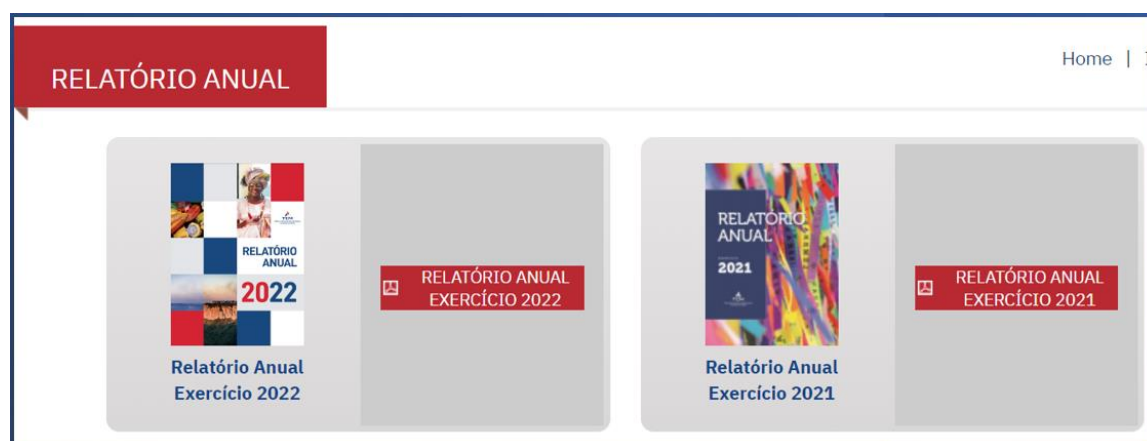 RELATÓRIO ANUAL
Home |
RELATÓRIO
ANUAL
2022
Relatório Anual
Exercício 2022
RELATÓRIO ANUAL
EXERCÍCIO 2022
RELATÓRIO
ANUAL
2021
Relatório Anual
Exercício 2021
RELATÓRIO ANUAL
EXERCÍCIO 2021